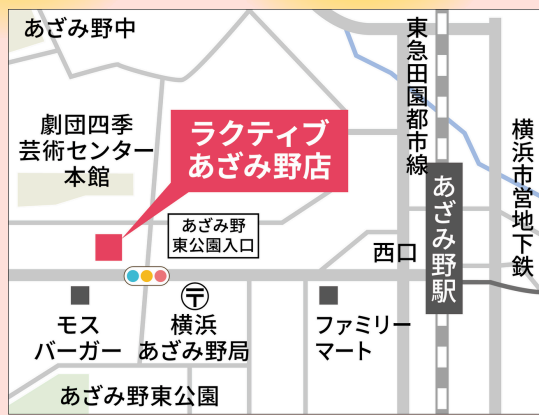 あざみ野中
劇団四季
芸術センター
本館
ラクティブ
あざみ野店
あざみ野
東公園入口
東急田園都市線
横浜市営地下鉄
あざみ野駅
西口
モス
バーガー
〒
横浜
あざみ野局
ファミリー
マート
あざみ野東公園